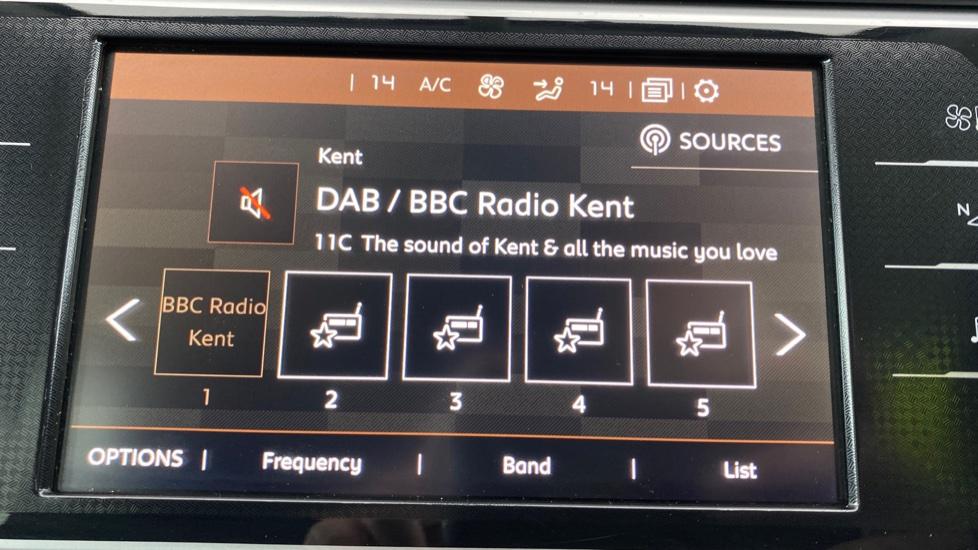 | 14 A/C 14 | |
SOURCES
Kent
DAB / BBC Radio Kent
11C The sound of Kent & all the music you love
BBC Radio
Kent
1 2 3 4 5
OPTIONS | Frequency | Band | List
N